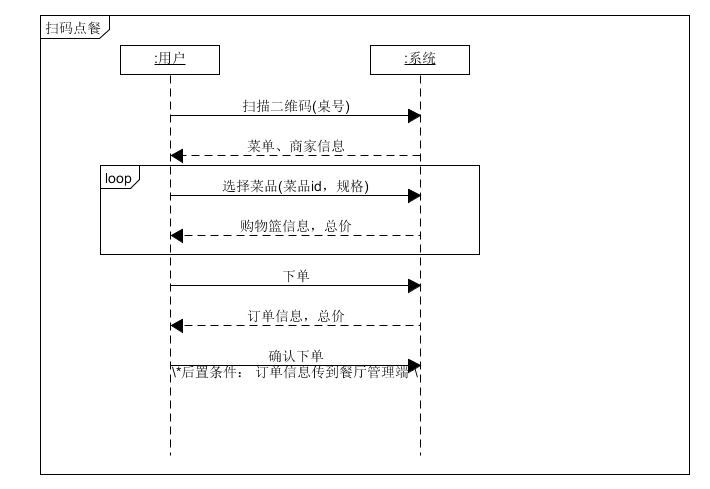 扫码点餐
:用户
:系统
扫描二维码(桌号)
菜单、商家信息
loop
选择菜品(菜品id，规格)
购物篮信息，总价
下单
订单信息，总价
确认下单
\*后置条件： 订单信息传到餐厅管理端*\